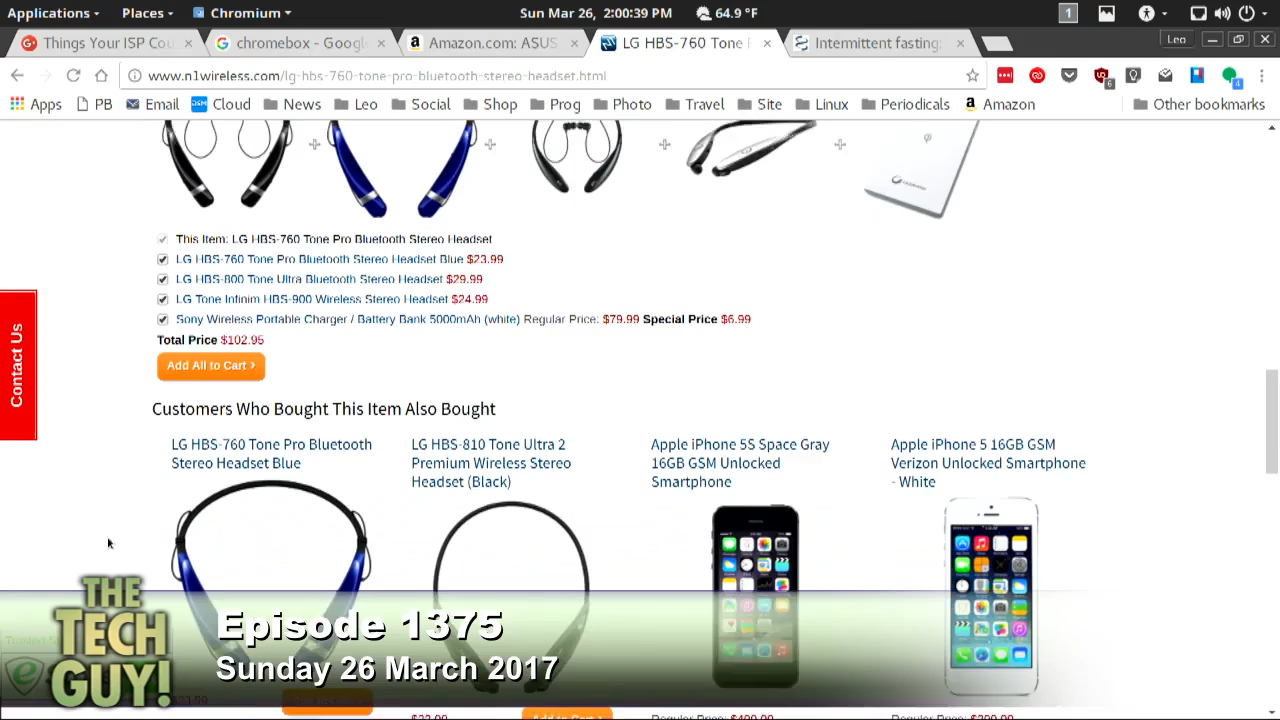 Applications Places Chromium Sun Mar 26, 2:00:39 PM 64.9 °F 1
Things Your ISP Cou chromebox - Google Amazon.com: ASUS LG HBS-760 Tone P Intermittent fasting: Leo
www.n1wireless.com/lg-hbs-760-tone-pro-bluetooth-stereo-headset.html 6 4
Apps PB Email Cloud News Leo Social Shop Prog Photo Travel Site Linux Periodicals Amazon Other bookmarks
This Item: LG HBS-760 Tone Pro Bluetooth Stereo Headset
LG HBS-760 Tone Pro Bluetooth Stereo Headset Blue $23.99
LG HBS-800 Tone Ultra Bluetooth Stereo Headset $29.99
LG Tone Infinim HBS-900 Wireless Stereo Headset $24.99
Sony Wireless Portable Charger / Battery Bank 5000mAh (white) Regular Price: $79.99 Special Price $6.99
Total Price $102.95
Add All to Cart
Contact Us
Customers Who Bought This Item Also Bought
LG HBS-760 Tone Pro Bluetooth
Stereo Headset Blue
LG HBS-810 Tone Ultra 2
Premium Wireless Stereo
Headset (Black)
Apple iPhone 5S Space Gray
16GB GSM Unlocked
Smartphone
Apple iPhone 5 16GB GSM
Verizon Unlocked Smartphone
- White
THE
TECH
GUY!
Episode 1375
Sunday 26 March 2017